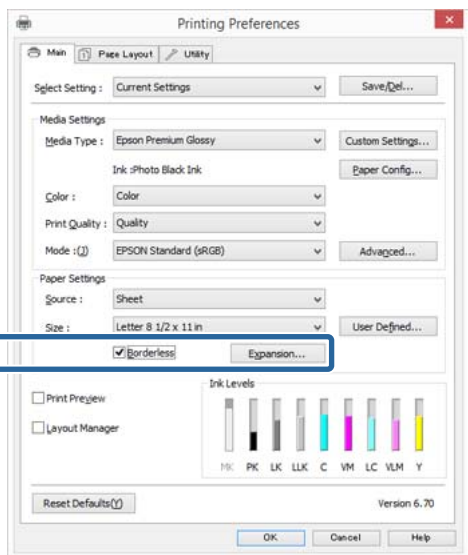 Printing Preferences
Main Page Layout Utility
Select Setting : Current Settings Save/Del...
Media Settings
Media Type : Epson Premium Glossy Custom Settings...
Ink :Photo Black Ink Paper Config...
Color : Color
Print Quality : Quality
Mode :(J) EPSON Standard (sRGB) Advanced...
Paper Settings
Source : Sheet
Size : Letter 8 1/2 x 11 in User Defined...
Borderless Expansion...
Print Preview
Layout Manager
Ink Levels
MK PK LK LLK C VM LC VLM Y
Reset Defaults(Y) Version 6.70
OK Cancel Help